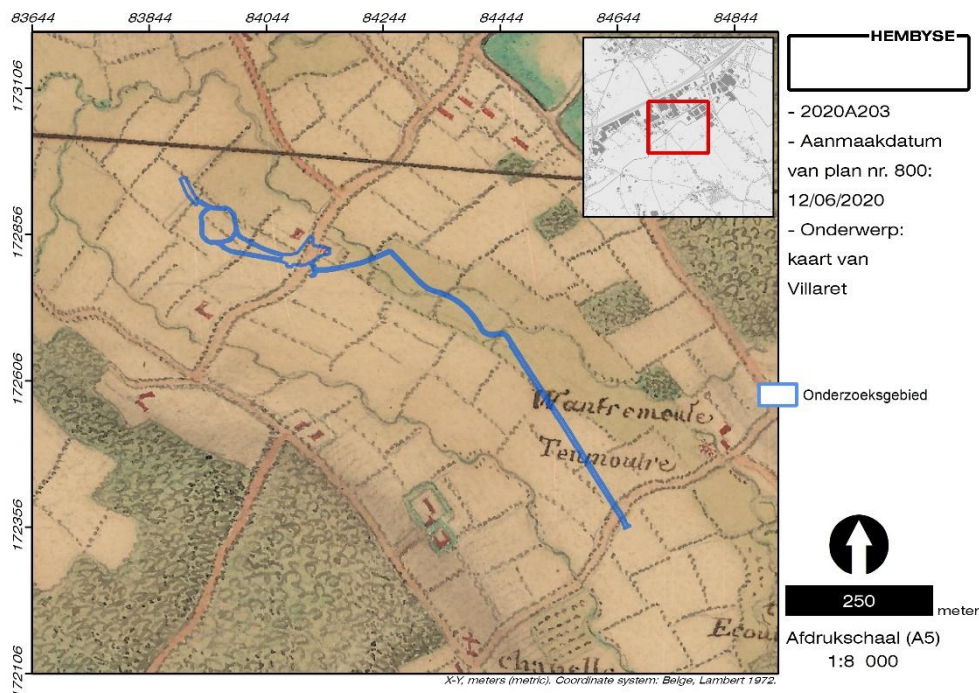 83644 83844 84044 84244 84444 84644 84844
173106
172856
172606
172356
172106
Wantremeule
Tenmoutre
chapelle
X-Y, meters (metric). Coordinate system: Belge, Lambert 1972.
HEMBYSE
- 2020A203
- Aanmaakdatum
van plan nr. 800:
12/06/2020
- Onderwerp:
kaart van
Villaret
Onderzoeksgebied
250 meter
Afdrukschaal (A5)
1:8 000